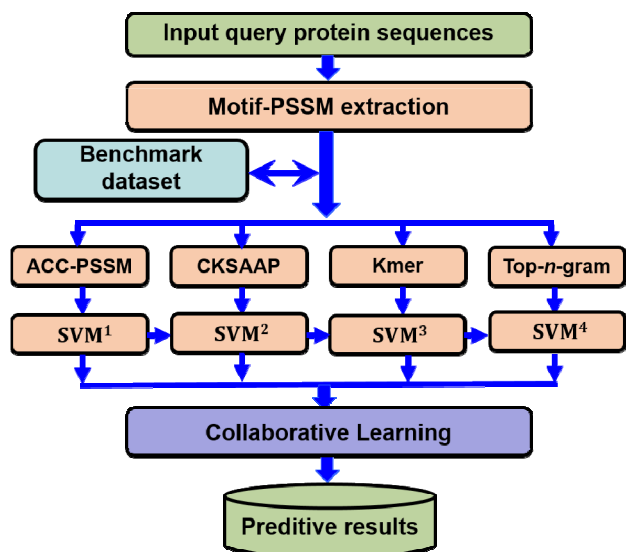 Input query protein sequences
Motif-PSSM extraction
Benchmark
dataset
ACC-PSSM
CKSAAP
Kmer
Top-n-gram
SVM¹
SVM²
SVM³
SVM⁴
Collaborative Learning
Preditive results